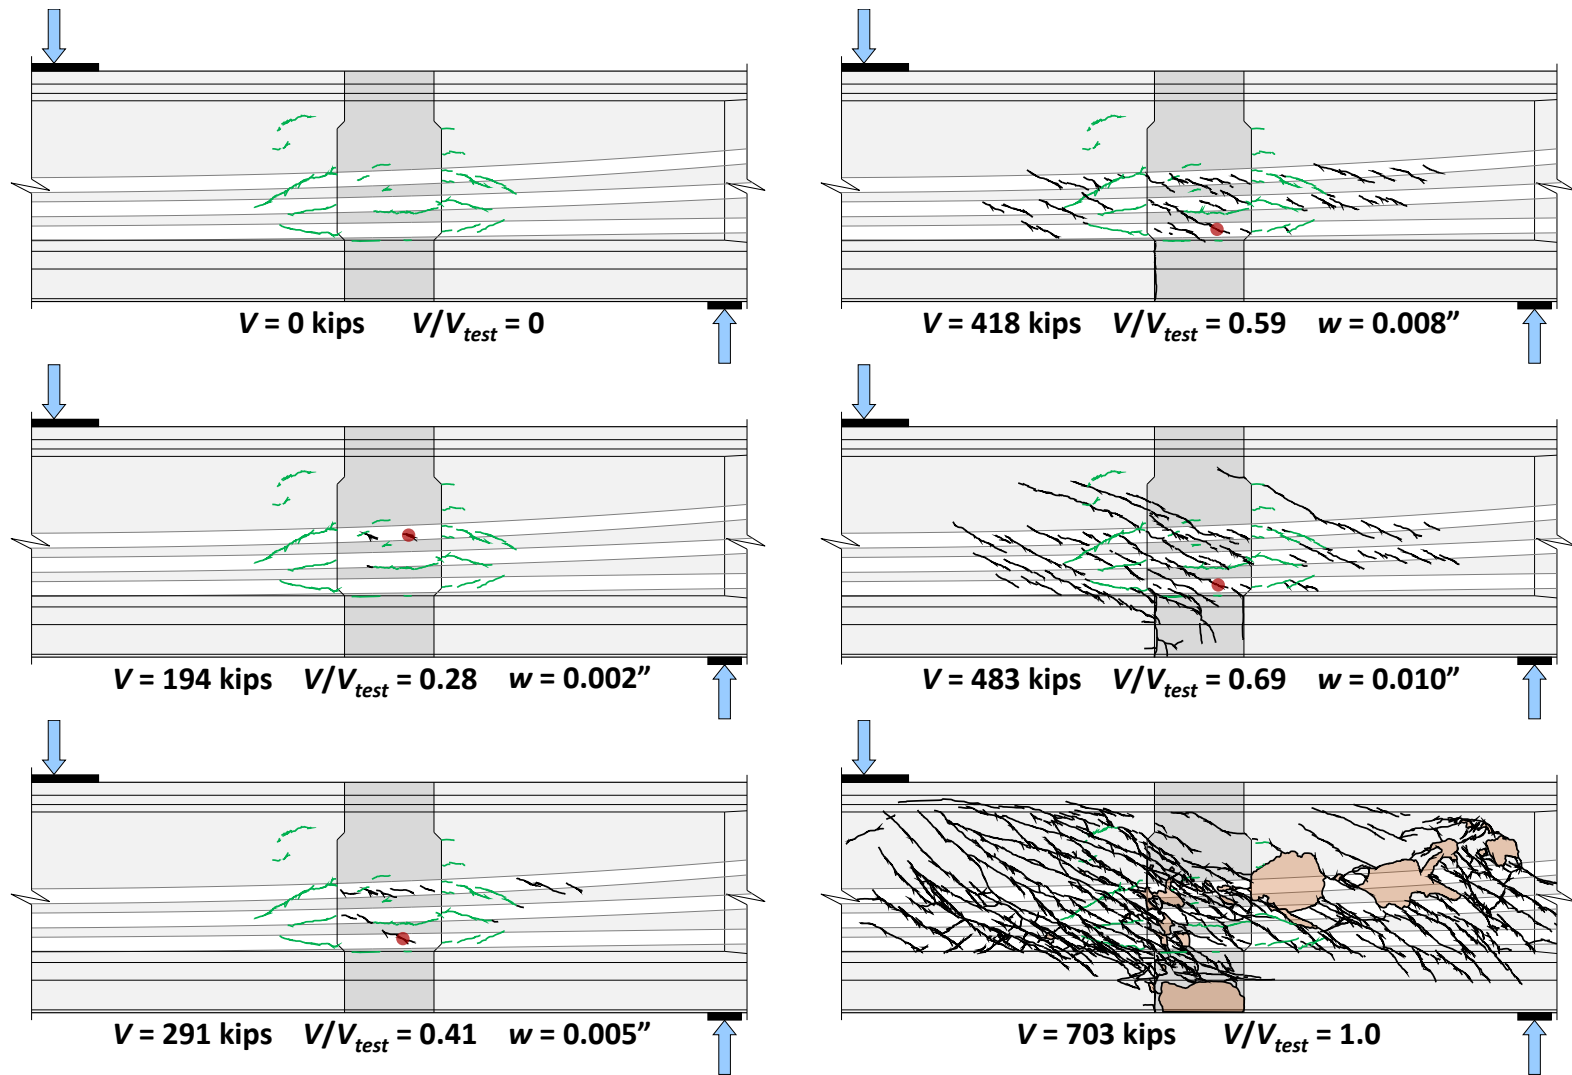 V = 0 kips V/Vtest = 0
V = 194 kips V/Vtest = 0.28 w = 0.002”
V = 291 kips V/Vtest = 0.41 w = 0.005”
V = 418 kips V/Vtest = 0.59 w = 0.008”
V = 483 kips V/Vtest = 0.69 w = 0.010”
V = 703 kips V/Vtest = 1.0